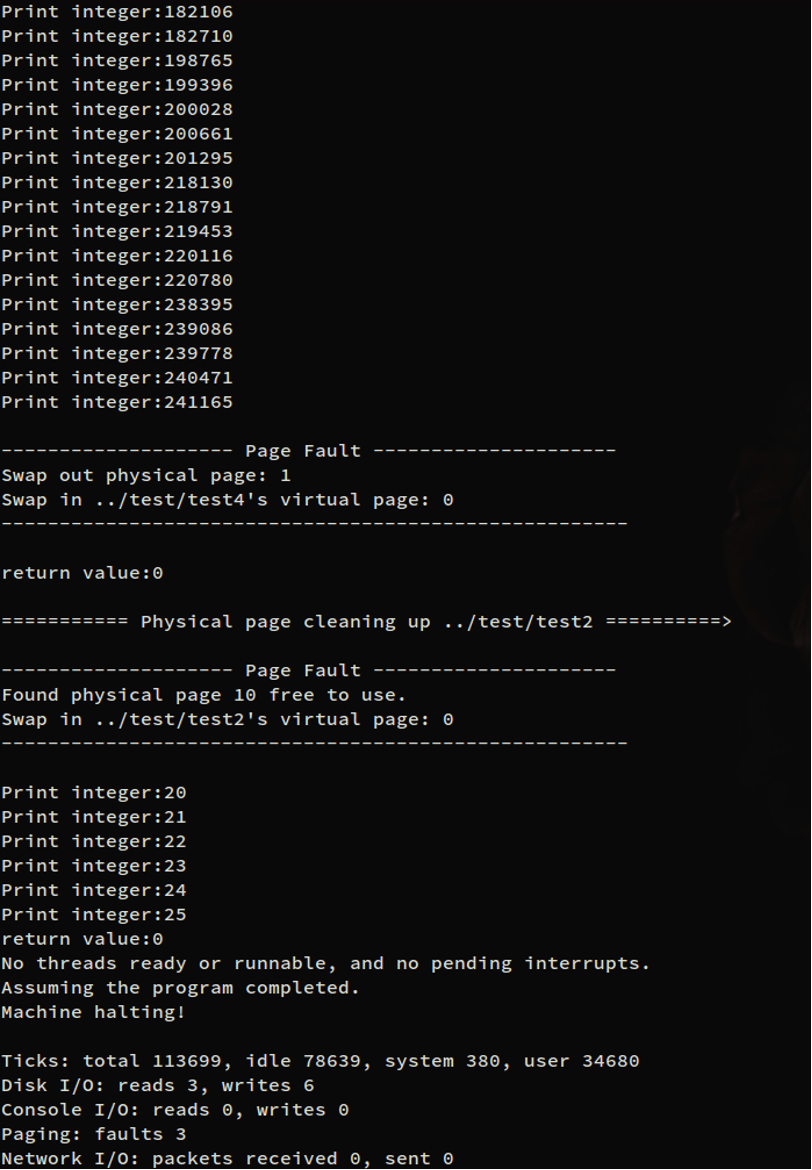 Print integer:182106
Print integer:182710
Print integer:198765
Print integer:199396
Print integer:200028
Print integer:200661
Print integer:201295
Print integer:218130
Print integer:218791
Print integer:219453
Print integer:220116
Print integer:220780
Print integer:238395
Print integer:239086
Print integer:239778
Print integer:240471
Print integer:241165
-------------------- Page Fault ---------------------
Swap out physical page: 1
Swap in ../test/test4's virtual page: 0
------------------------------------------------------
return value:0
=========== Physical page cleaning up ../test/test2 ==========>
-------------------- Page Fault ---------------------
Found physical page 10 free to use.
Swap in ../test/test2's virtual page: 0
------------------------------------------------------
Print integer:20
Print integer:21
Print integer:22
Print integer:23
Print integer:24
Print integer:25
return value:0
No threads ready or runnable, and no pending interrupts.
Assuming the program completed.
Machine halting!
Ticks: total 113699, idle 78639, system 380, user 34680
Disk I/O: reads 3, writes 6
Console I/O: reads 0, writes 0
Paging: faults 3
Network I/O: packets received 0, sent 0